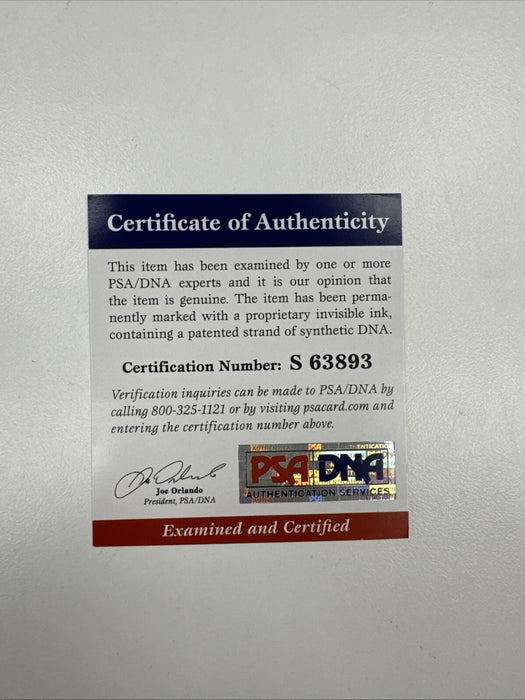 Certificate of Authenticity
This item has been examined by one or more
PSA/DNA experts and it is our opinion that
the item is genuine. The item has been perma-
nently marked with a proprietary invisible ink,
containing a patented strand of synthetic DNA.
Certification Number: S 63893
Verification inquiries can be made to PSA/DNA by
calling 800-325-1121 or by visiting psacard.com and
entering the certification number above.
Joe Orlando
President, PSA/DNA
PSA DNA
AUTHENTICATION SERVICES
Examined and Certified